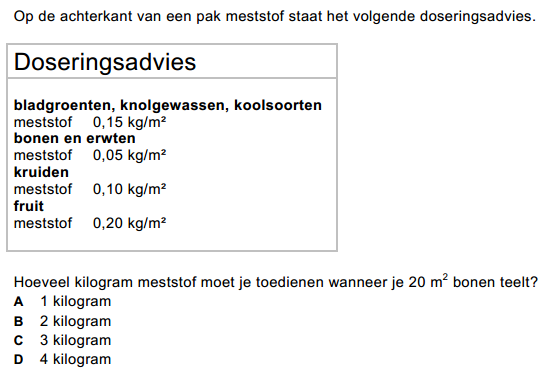 Op de achterkant van een pak meststof staat het volgende doseringsadvies.
Doseringsadvies
bladgroenten, knolgewassen, koolsoorten
meststof 0,15 kg/m²
bonen en erwten
meststof 0,05 kg/m²
kruiden
meststof 0,10 kg/m²
fruit
meststof 0,20 kg/m²
Hoeveel kilogram meststof moet je toedienen wanneer je 20 m² bonen teelt?
A 1 kilogram
B 2 kilogram
C 3 kilogram
D 4 kilogram